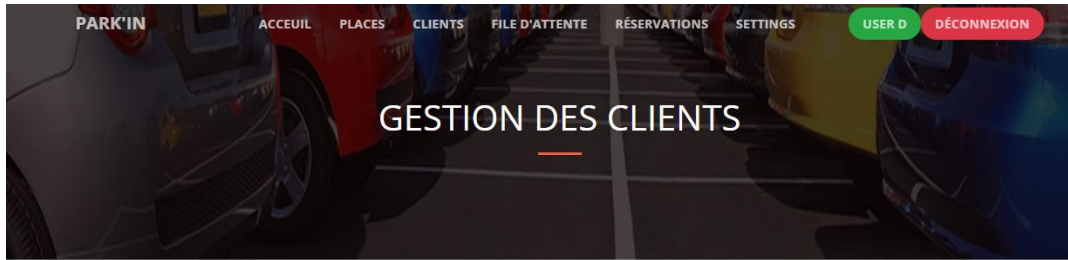 PARK'IN ACCEUIL PLACES CLIENTS FILE D'ATTENTE RÉSERVATIONS SETTINGS USER D DÉCONNEXION
GESTION DES CLIENTS